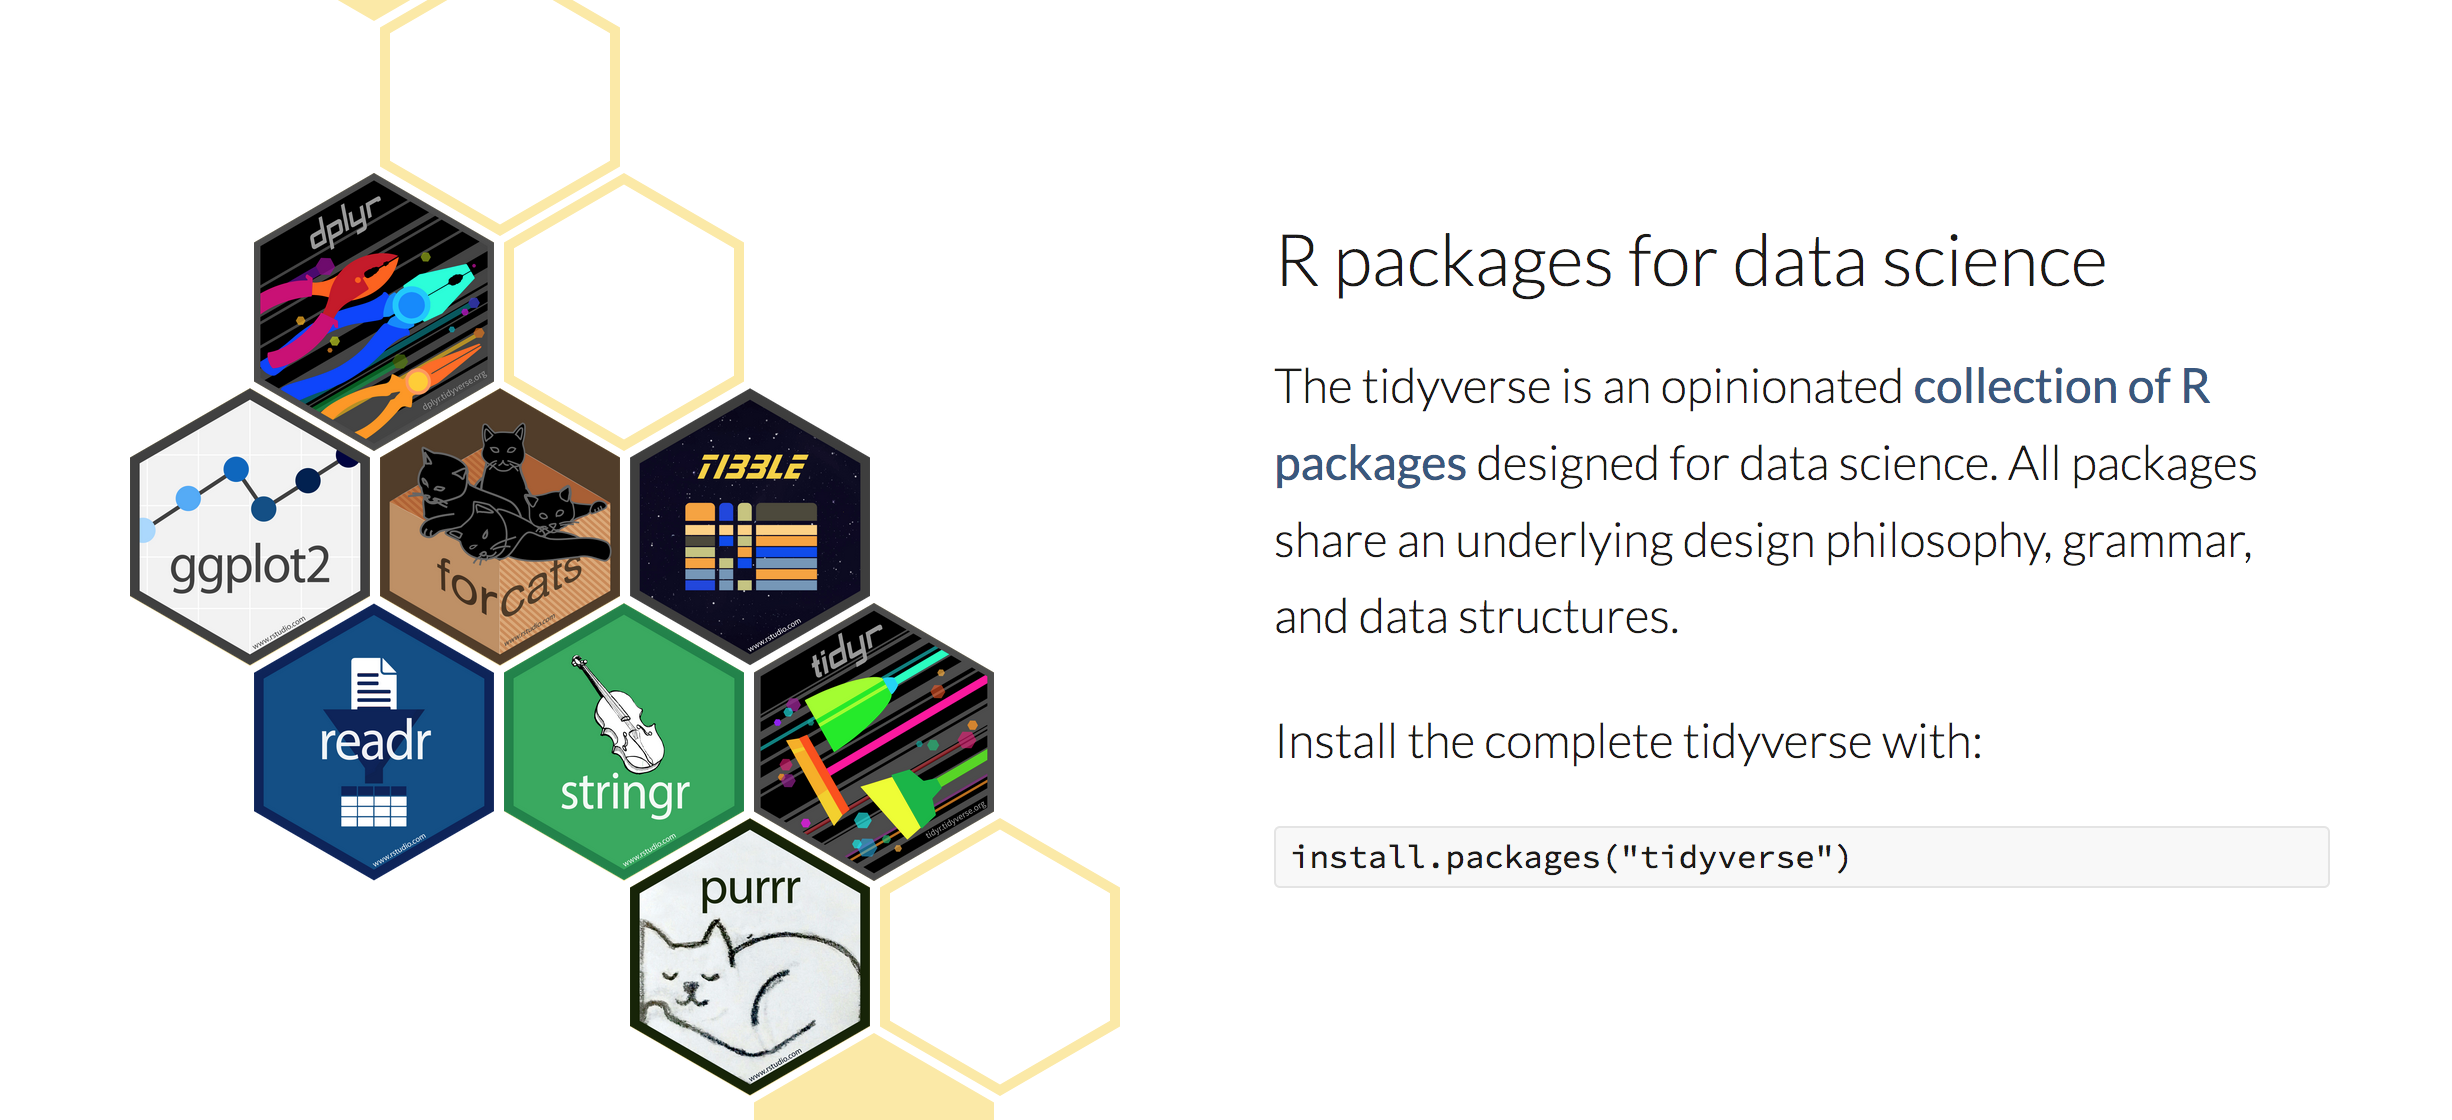 dplyr
dplyr.tidyverse.org
ggplot2
www.rstudio.com
forcats
www.rstudio.com
TIBBLE
www.rstudio.com
readr
www.rstudio.com
stringr
www.rstudio.com
tidyr
tidyr.tidyverse.org
purrr
www.rstudio.com
R packages for data science
The tidyverse is an opinionated collection of R
packages designed for data science. All packages
share an underlying design philosophy, grammar,
and data structures.
Install the complete tidyverse with:
install.packages("tidyverse")